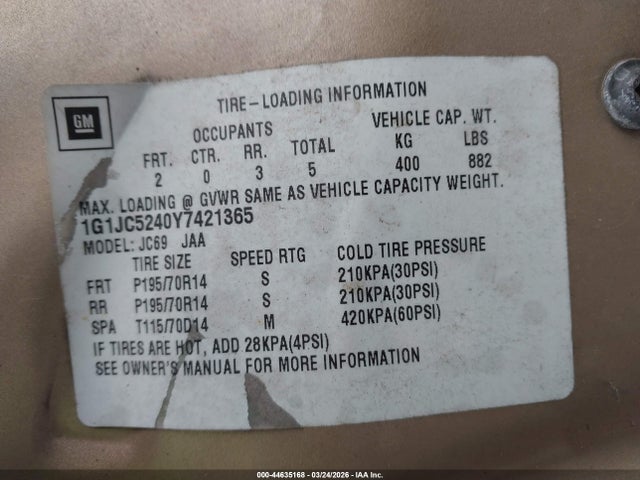 GM
TIRE-LOADING INFORMATION
OCCUPANTS VEHICLE CAP. WT.
FRT. CTR. RR. TOTAL KG LBS
2 0 3 5 400 882
MAX. LOADING @ GVWR SAME AS VEHICLE CAPACITY WEIGHT.
1G1JC5240Y7421365
MODEL: JC69 JAA
TIRE SIZE SPEED RTG COLD TIRE PRESSURE
FRT P195/70R14 S 210KPA(30PSI)
RR P195/70R14 S 210KPA(30PSI)
SPA T115/70D14 M 420KPA(60PSI)
IF TIRES ARE HOT, ADD 28KPA(4PSI)
SEE OWNER'S MANUAL FOR MORE INFORMATION
000-44635168 - 03/24/2026 - IAA Inc.